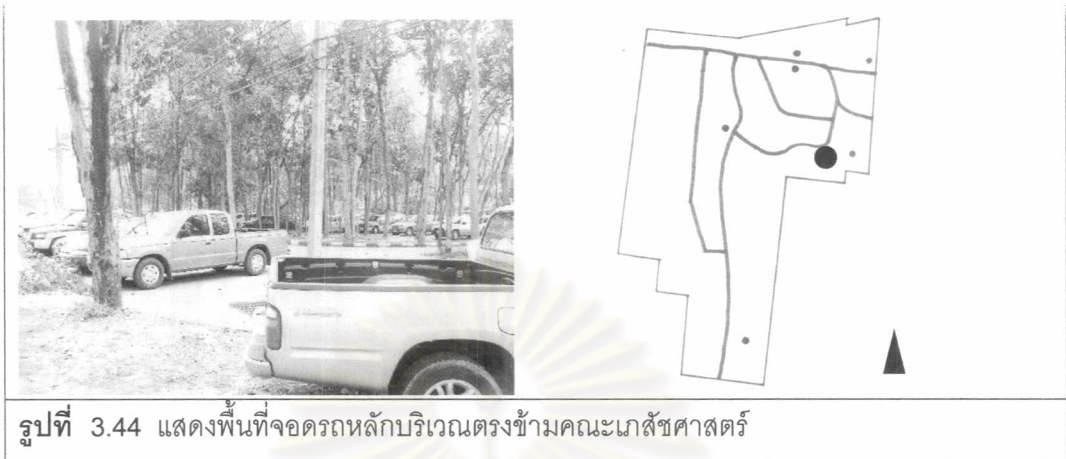 รูปที่ 3.44 แสดงพื้นที่จอดรถหลักบริเวณตรงข้ามคณะเภสัชศาสตร์